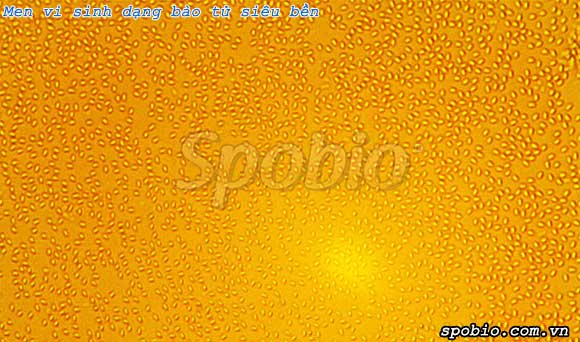 Men vi sinh dạng bào tử siêu bền
Spobio
spobio.com.vn